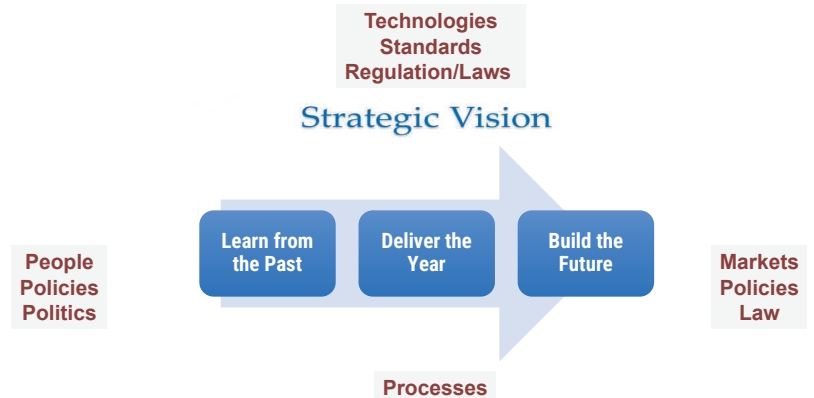 Technologies
Standards
Regulation/Laws
Strategic Vision
Learn from
the Past
Deliver the
Year
Build the
Future
People
Policies
Politics
Markets
Policies
Law
Processes